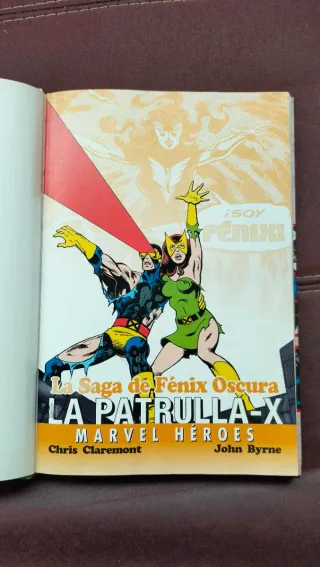 ¡SOY
FÉNIX!
La Saga de Fénix Oscura
LA PATRULLA-X
MARVEL HÉROES
Chris Claremont John Byrne